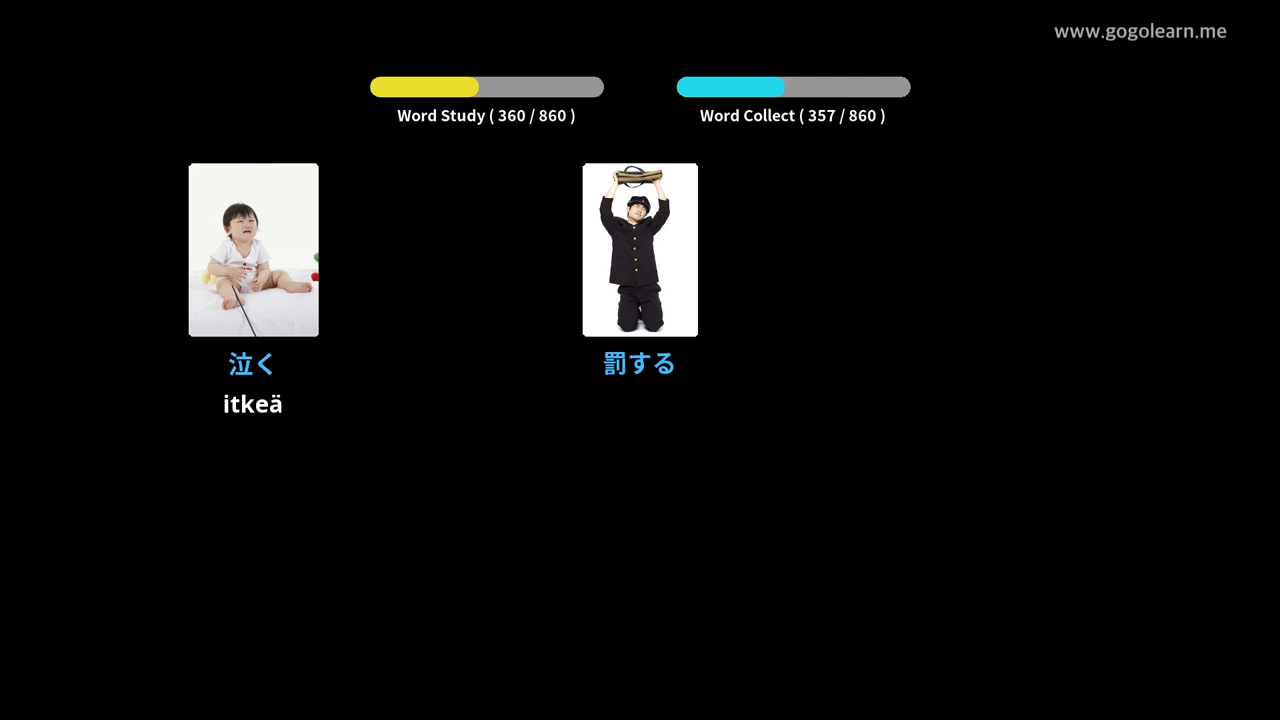 www.gogolearn.me
Word Study ( 360 / 860 )
Word Collect ( 357 / 860 )
泣く
罰する
itkeä